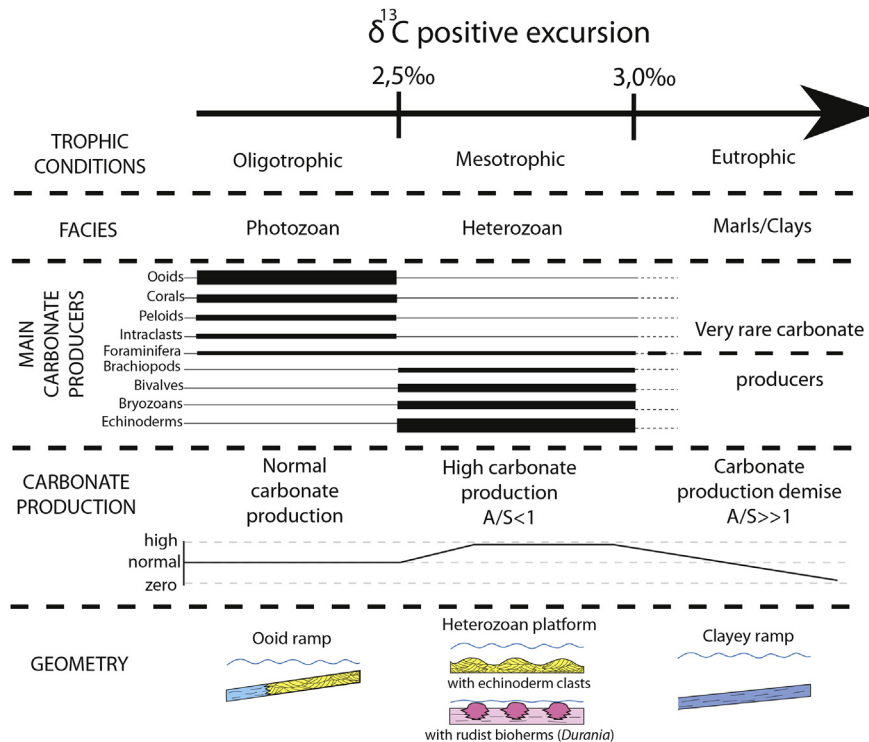 δ¹³C positive excursion
2,5‰
3,0‰
TROPHIC
CONDITIONS
Oligotrophic
Mesotrophic
Eutrophic
FACIES
Photozoan
Heterozoan
Marls/Clays
MAIN
CARBONATE
PRODUCERS
Ooids
Corals
Peloids
Intraclasts
Foraminifera
Brachiopods
Bivalves
Bryozoans
Echinoderms
Very rare carbonate
producers
CARBONATE
PRODUCTION
Normal
carbonate
production
High carbonate
production
A/S<1
Carbonate
production demise
A/S>>1
high
normal
zero
GEOMETRY
Ooid ramp
Heterozoan platform
with echinoderm clasts
with rudist bioherms (Durania)
Clayey ramp